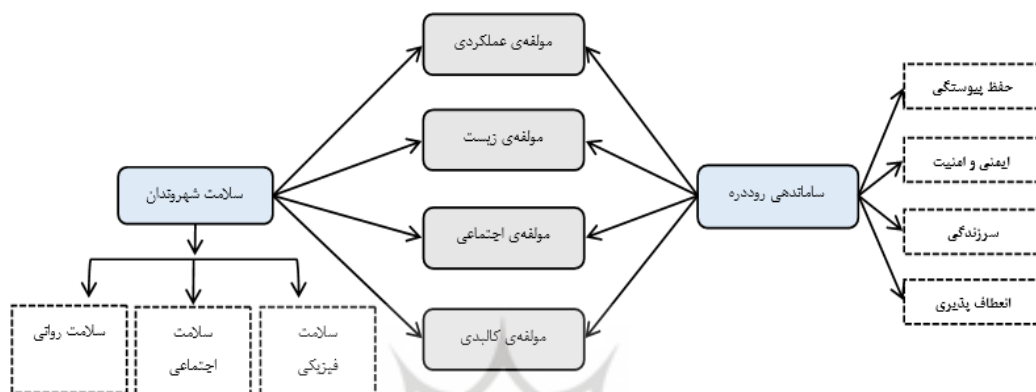 مولفه‌ی عملکردی
حفظ پیوستگی
مولفه‌ی زیست
ایمنی و امنیت
ساماندهی روددره
سلامت شهروندان
سرزندگی
مولفه‌ی اجتماعی
انعطاف پذیری
مولفه‌ی کالبدی
سلامت
فیزیکی
سلامت
اجتماعی
سلامت روانی